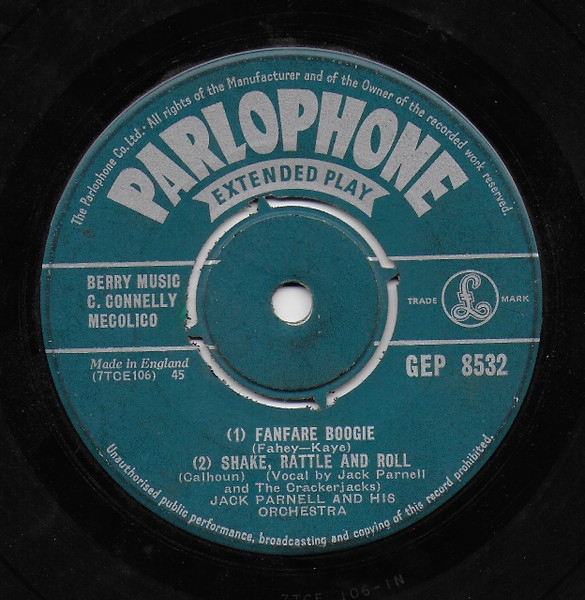 The Parlophone Co. Ltd. · All rights of the Manufacturer and of the Owner of the recorded work reserved.
PARLOPHONE
EXTENDED PLAY
BERRY MUSIC
C. CONNELLY
MECOLICO
TRADE £ MARK
Made in England
(7TCE106) 45
GEP 8532
(1) FANFARE BOOGIE
(Fahey—Kaye)
(2) SHAKE, RATTLE AND ROLL
(Calhoun) (Vocal by Jack Parnell
and The Crackerjacks)
JACK PARNELL AND HIS
ORCHESTRA
Unauthorised public performance, broadcasting and copying of this record prohibited.
7TCE 106-1N